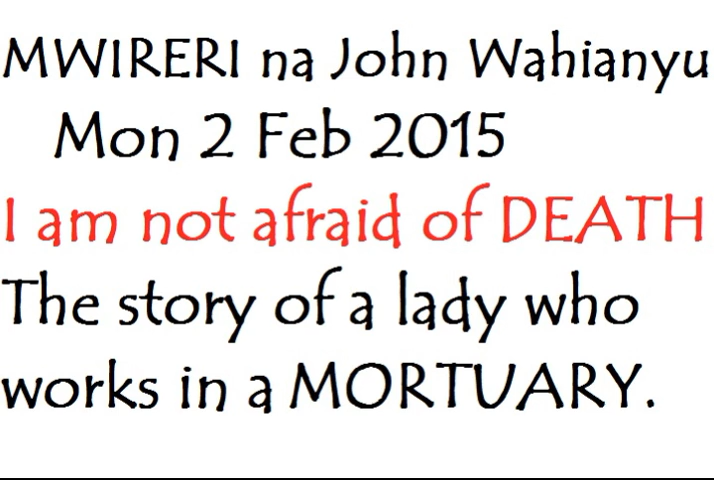 MWIRERI na John Wahianyu
Mon 2 Feb 2015
I am not afraid of DEATH
The story of a lady who
works in a MORTUARY.